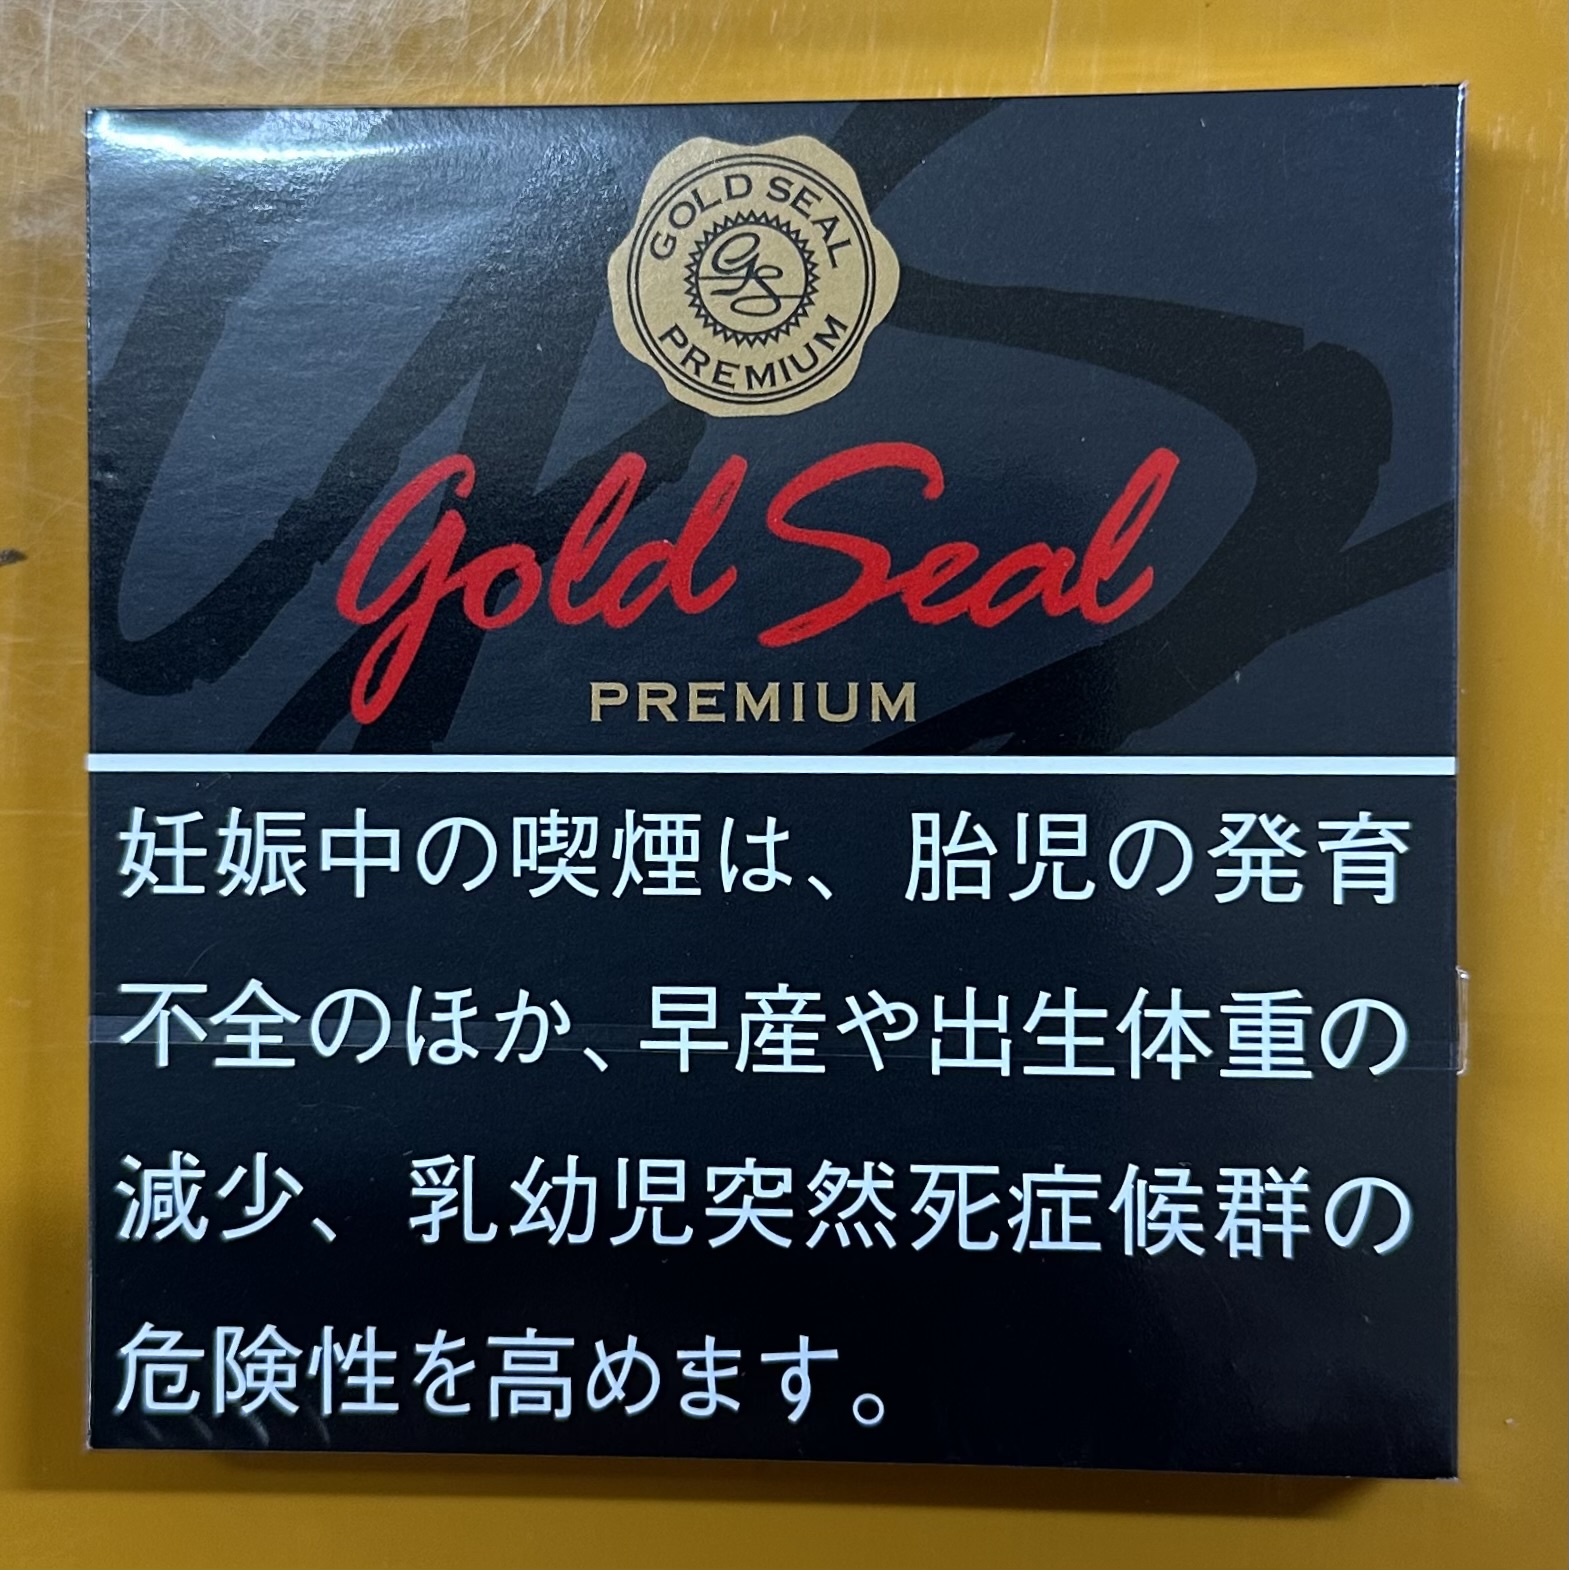 GOLD SEAL
GS
PREMIUM
Gold Seal
PREMIUM
妊娠中の喫煙は、胎児の発育
不全のほか、早産や出生体重の
減少、乳幼児突然死症候群の
危険性を高めます。